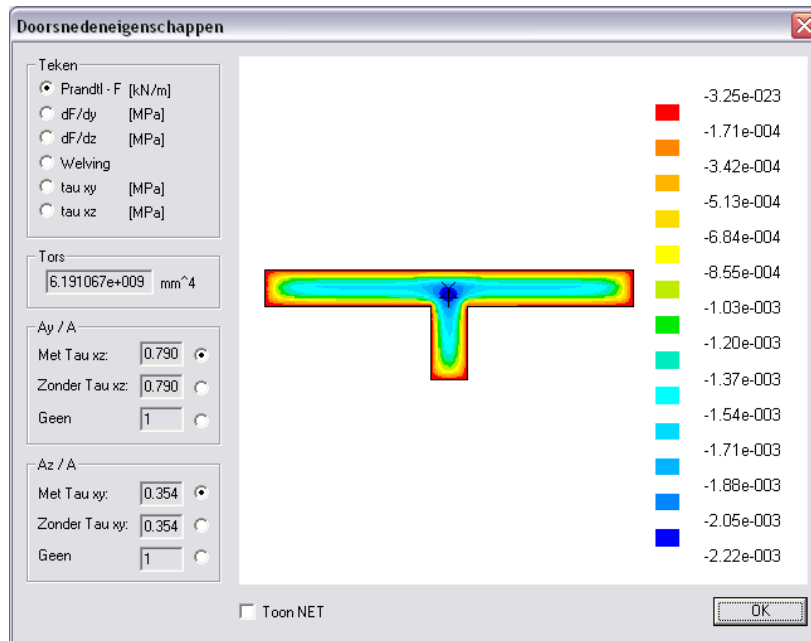 Doorsnedeneigenschappen
Teken
Prandtl - F [kN/m]
dF/dy [MPa]
dF/dz [MPa]
Welving
tau xy [MPa]
tau xz [MPa]
Tors
6.191067e+009 mm^4
Ay / A
Met Tau xz: 0.790
Zonder Tau xz: 0.790
Geen 1
Az / A
Met Tau xy: 0.354
Zonder Tau xy: 0.354
Geen 1
-3.25e-023
-1.71e-004
-3.42e-004
-5.13e-004
-6.84e-004
-8.55e-004
-1.03e-003
-1.20e-003
-1.37e-003
-1.54e-003
-1.71e-003
-1.88e-003
-2.05e-003
-2.22e-003
Toon NET
OK